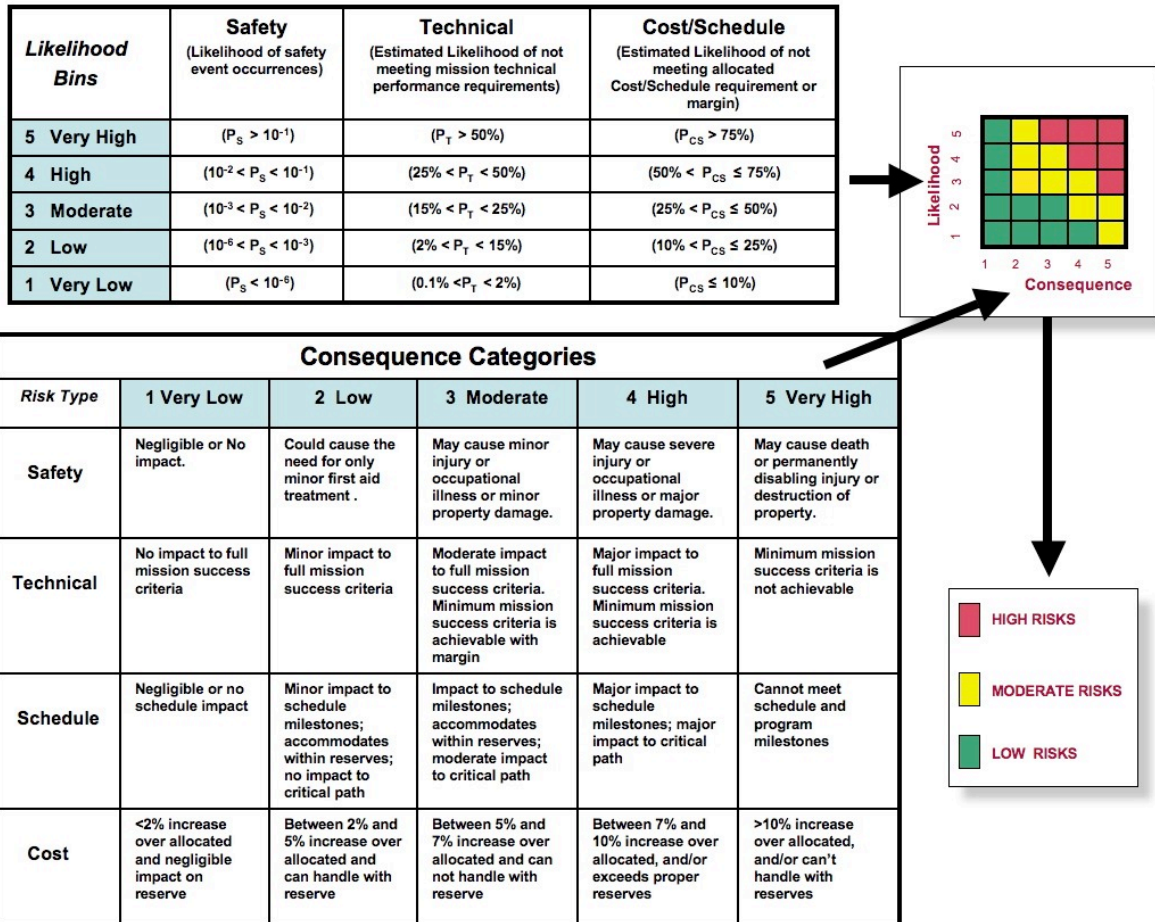 Likelihood
Bins
Safety
(Likelihood of safety
event occurrences)
Technical
(Estimated Likelihood of not
meeting mission technical
performance requirements)
Cost/Schedule
(Estimated Likelihood of not
meeting allocated
Cost/Schedule requirement or
margin)
5 Very High
(P_S > 10^-1)
(P_T > 50%)
(P_CS > 75%)
4 High
(10^-2 < P_S < 10^-1)
(25% < P_T < 50%)
(50% < P_CS ≤ 75%)
3 Moderate
(10^-3 < P_S < 10^-2)
(15% < P_T < 25%)
(25% < P_CS ≤ 50%)
2 Low
(10^-6 < P_S < 10^-3)
(2% < P_T < 15%)
(10% < P_CS ≤ 25%)
1 Very Low
(P_S < 10^-6)
(0.1% <P_T < 2%)
(P_CS ≤ 10%)
Likelihood
5
4
3
2
1
1 2 3 4 5
Consequence
Consequence Categories
Risk Type
1 Very Low
2 Low
3 Moderate
4 High
5 Very High
Safety
Negligible or No
impact.
Could cause the
need for only
minor first aid
treatment .
May cause minor
injury or
occupational
illness or minor
property damage.
May cause severe
injury or
occupational
illness or major
property damage.
May cause death
or permanently
disabling injury or
destruction of
property.
Technical
No impact to full
mission success
criteria
Minor impact to
full mission
success criteria
Moderate impact
to full mission
success criteria.
Minimum mission
success criteria is
achievable with
margin
Major impact to
full mission
success criteria.
Minimum mission
success criteria is
achievable
Minimum mission
success criteria is
not achievable
Schedule
Negligible or no
schedule impact
Minor impact to
schedule
milestones;
accommodates
within reserves;
no impact to
critical path
Impact to schedule
milestones;
accommodates
within reserves;
moderate impact
to critical path
Major impact to
schedule
milestones; major
impact to critical
path
Cannot meet
schedule and
program
milestones
Cost
<2% increase
over allocated
and negligible
impact on
reserve
Between 2% and
5% increase over
allocated and
can handle with
reserve
Between 5% and
7% increase over
allocated and can
not handle with
reserve
Between 7% and
10% increase over
allocated, and/or
exceeds proper
reserves
>10% increase
over allocated,
and/or can't
handle with
reserves
HIGH RISKS
MODERATE RISKS
LOW RISKS